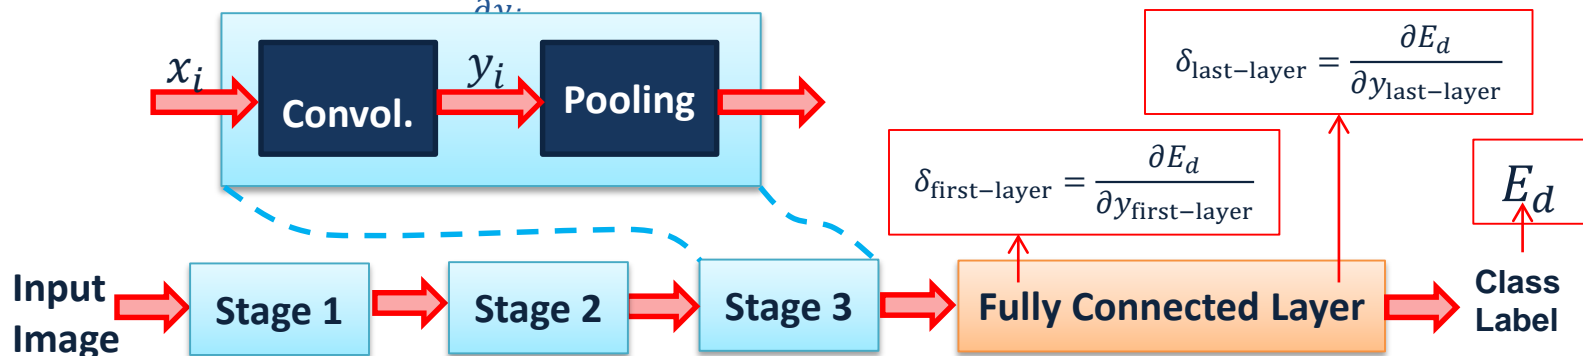 ∂y_i
x_i
Convol.
y_i
Pooling
δ_last−layer = ∂E_d / ∂y_last−layer
δ_first−layer = ∂E_d / ∂y_first−layer
E_d
Input
Image
Stage 1
Stage 2
Stage 3
Fully Connected Layer
Class
Label